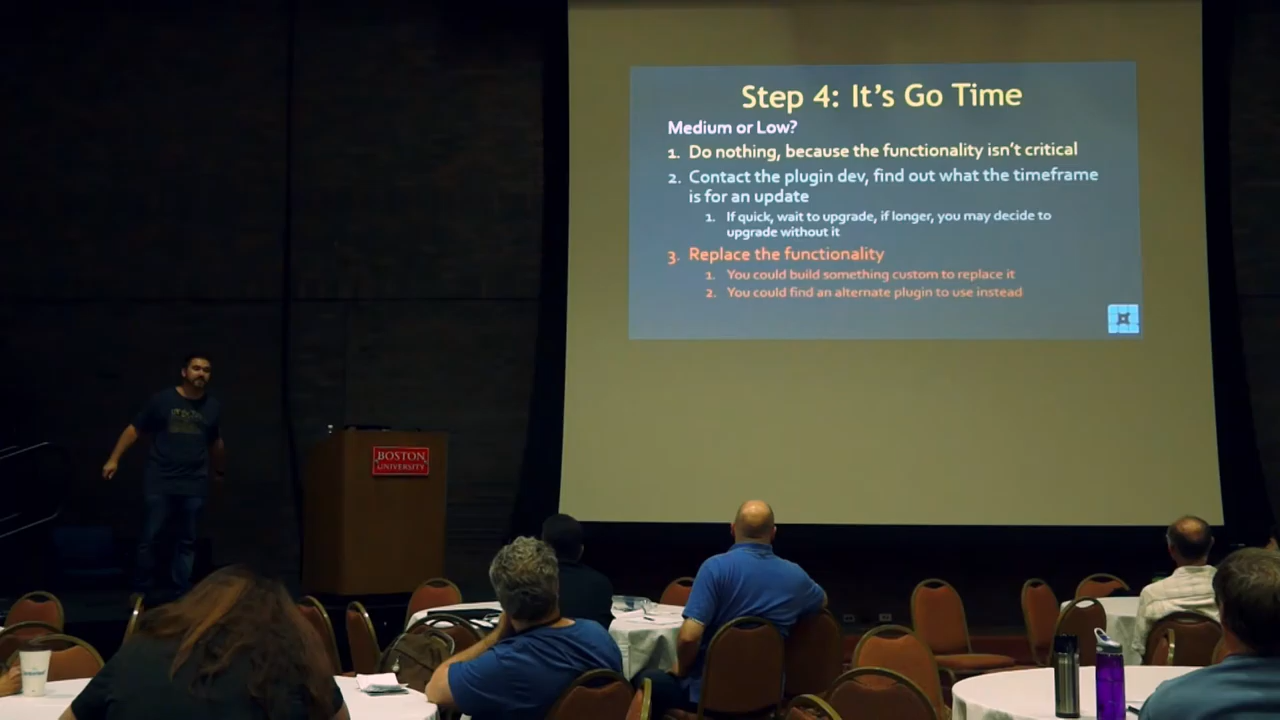 Step 4: It's Go Time
Medium or Low?
1. Do nothing, because the functionality isn't critical
2. Contact the plugin dev, find out what the timeframe
is for an update
1. If quick, wait to upgrade, if longer, you may decide to
upgrade without it
3. Replace the functionality
1. You could build something custom to replace it
2. You could find an alternate plugin to use instead
BOSTON
UNIVERSITY